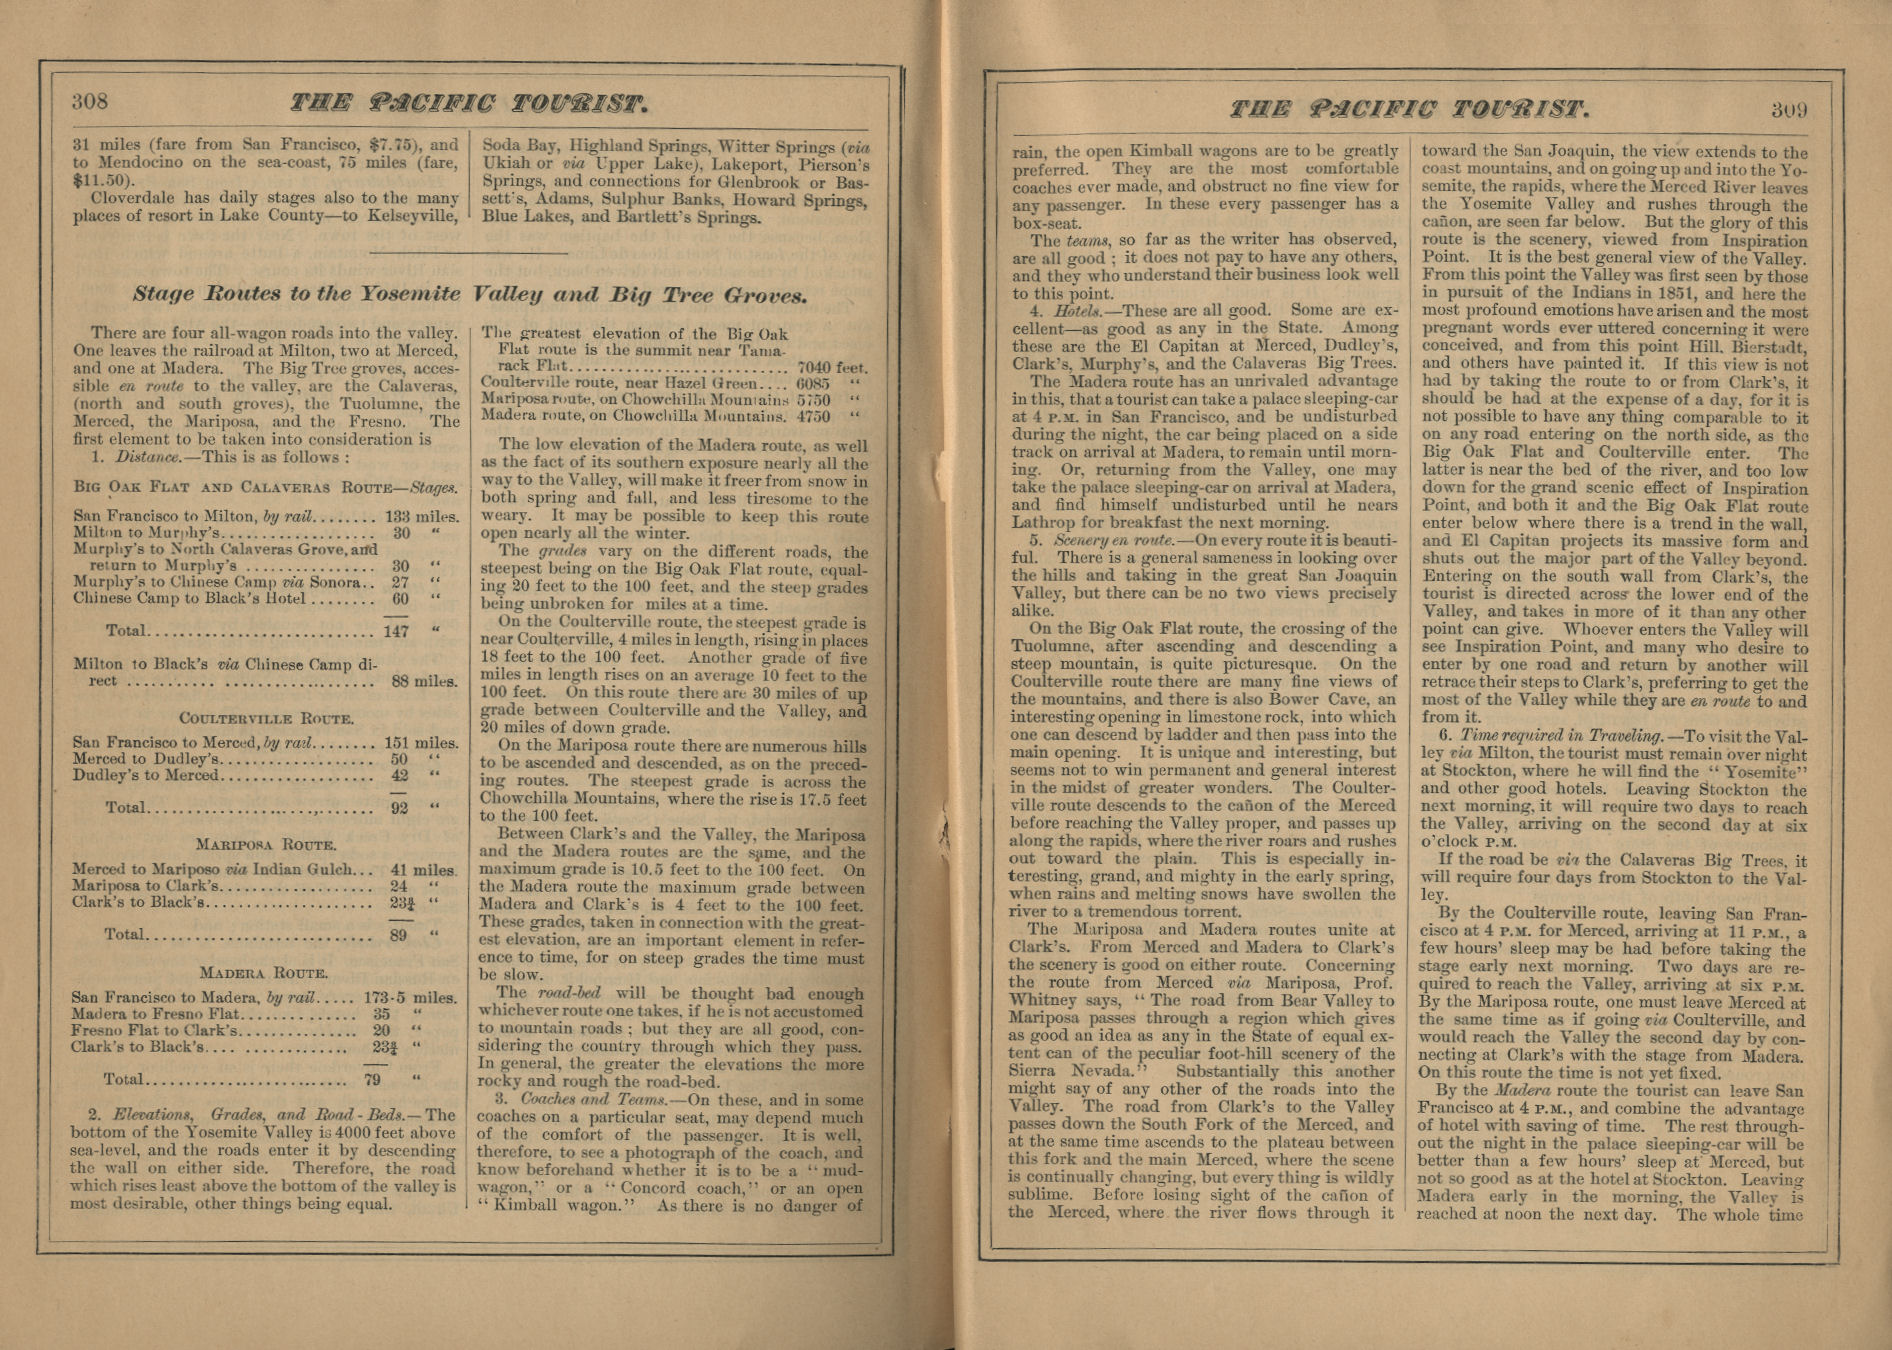 308
THE PACIFIC TOURIST.
31 miles (fare from San Francisco, $7.75), and
to Mendocino on the sea-coast, 75 miles (fare,
$11.50).
Cloverdale has daily stages also to the many
places of resort in Lake County—to Kelseyville,
Soda Bay, Highland Springs, Witter Springs (via
Ukiah or via Upper Lake), Lakeport, Pierson's
Springs, and connections for Glenbrook or Bas-
sett's, Adams, Sulphur Banks, Howard Springs,
Blue Lakes, and Bartlett's Springs.
Stage Routes to the Yosemite Valley and Big Tree Groves.
There are four all-wagon roads into the valley.
One leaves the railroad at Milton, two at Merced,
and one at Madera. The Big Tree groves, acces-
sible en route to the valley, are the Calaveras,
(north and south groves), the Tuolumne, the
Merced, the Mariposa, and the Fresno. The
first element to be taken into consideration is
1. Distance.—This is as follows :
BIG OAK FLAT AND CALAVERAS ROUTE—Stages.
San Francisco to Milton, by rail........ 133 miles.
Milton to Murphy's................... 30 "
Murphy's to North Calaveras Grove, and
return to Murphy's ............... 30 "
Murphy's to Chinese Camp via Sonora.. 27 "
Chinese Camp to Black's Hotel ........ 60 "
Total............................ 147 "
Milton to Black's via Chinese Camp di-
rect .............................. 88 miles.
COULTERVILLE ROUTE.
San Francisco to Merced, by rail........ 151 miles.
Merced to Dudley's................... 50 "
Dudley's to Merced................... 42 "
Total............................ 92 "
MARIPOSA ROUTE.
Merced to Mariposo via Indian Gulch... 41 miles.
Mariposa to Clark's................... 24 "
Clark's to Black's..................... 23¾ "
Total............................ 89 "
MADERA ROUTE.
San Francisco to Madera, by rail..... 173·5 miles.
Madera to Fresno Flat.............. 35 "
Fresno Flat to Clark's.............. 20 "
Clark's to Black's.... ............. 23¾ "
Total......................... 79 "
2. Elevations, Grades, and Road-Beds.—The
bottom of the Yosemite Valley is 4000 feet above
sea-level, and the roads enter it by descending
the wall on either side. Therefore, the road
which rises least above the bottom of the valley is
most desirable, other things being equal.
The greatest elevation of the Big Oak
Flat route is the summit near Tama-
rack Flat........................... 7040 feet.
Coulterville route, near Hazel Green.... 6085 "
Mariposa route, on Chowchilla Mountains 5750 "
Madera route, on Chowchilla Mountains. 4750 "
The low elevation of the Madera route, as well
as the fact of its southern exposure nearly all the
way to the Valley, will make it freer from snow in
both spring and fall, and less tiresome to the
weary. It may be possible to keep this route
open nearly all the winter.
The grades vary on the different roads, the
steepest being on the Big Oak Flat route, equal-
ing 20 feet to the 100 feet, and the steep grades
being unbroken for miles at a time.
On the Coulterville route, the steepest grade is
near Coulterville, 4 miles in length, rising in places
18 feet to the 100 feet. Another grade of five
miles in length rises on an average 10 feet to the
100 feet. On this route there are 30 miles of up
grade between Coulterville and the Valley, and
20 miles of down grade.
On the Mariposa route there are numerous hills
to be ascended and descended, as on the preced-
ing routes. The steepest grade is across the
Chowchilla Mountains, where the rise is 17.5 feet
to the 100 feet.
Between Clark's and the Valley, the Mariposa
and the Madera routes are the same, and the
maximum grade is 10.5 feet to the 100 feet. On
the Madera route the maximum grade between
Madera and Clark's is 4 feet to the 100 feet.
These grades, taken in connection with the great-
est elevation, are an important element in refer-
ence to time, for on steep grades the time must
be slow.
The road-bed will be thought bad enough
whichever route one takes, if he is not accustomed
to mountain roads ; but they are all good, con-
sidering the country through which they pass.
In general, the greater the elevations the more
rocky and rough the road-bed.
3. Coaches and Teams.—On these, and in some
coaches on a particular seat, may depend much
of the comfort of the passenger. It is well,
therefore, to see a photograph of the coach, and
know beforehand whether it is to be a "mud-
wagon," or a "Concord coach," or an open
"Kimball wagon." As there is no danger of
THE PACIFIC TOURIST.
309
rain, the open Kimball wagons are to be greatly
preferred. They are the most comfortable
coaches ever made, and obstruct no fine view for
any passenger. In these every passenger has a
box-seat.
The teams, so far as the writer has observed,
are all good ; it does not pay to have any others,
and they who understand their business look well
to this point.
4. Hotels.—These are all good. Some are ex-
cellent—as good as any in the State. Among
these are the El Capitan at Merced, Dudley's,
Clark's, Murphy's, and the Calaveras Big Trees.
The Madera route has an unrivaled advantage
in this, that a tourist can take a palace sleeping-car
at 4 P.M. in San Francisco, and be undisturbed
during the night, the car being placed on a side
track on arrival at Madera, to remain until morn-
ing. Or, returning from the Valley, one may
take the palace sleeping-car on arrival at Madera,
and find himself undisturbed until he nears
Lathrop for breakfast the next morning.
5. Scenery en route.—On every route it is beauti-
ful. There is a general sameness in looking over
the hills and taking in the great San Joaquin
Valley, but there can be no two views precisely
alike.
On the Big Oak Flat route, the crossing of the
Tuolumne, after ascending and descending a
steep mountain, is quite picturesque. On the
Coulterville route there are many fine views of
the mountains, and there is also Bower Cave, an
interesting opening in limestone rock, into which
one can descend by ladder and then pass into the
main opening. It is unique and interesting, but
seems not to win permanent and general interest
in the midst of greater wonders. The Coulter-
ville route descends to the cañon of the Merced
before reaching the Valley proper, and passes up
along the rapids, where the river roars and rushes
out toward the plain. This is especially in-
teresting, grand, and mighty in the early spring,
when rains and melting snows have swollen the
river to a tremendous torrent.
The Mariposa and Madera routes unite at
Clark's. From Merced and Madera to Clark's
the scenery is good on either route. Concerning
the route from Merced via Mariposa, Prof.
Whitney says, "The road from Bear Valley to
Mariposa passes through a region which gives
as good an idea as any in the State of equal ex-
tent can of the peculiar foot-hill scenery of the
Sierra Nevada." Substantially this another
might say of any other of the roads into the
Valley. The road from Clark's to the Valley
passes down the South Fork of the Merced, and
at the same time ascends to the plateau between
this fork and the main Merced, where the scene
is continually changing, but every thing is wildly
sublime. Before losing sight of the cañon of
the Merced, where the river flows through it
toward the San Joaquin, the view extends to the
coast mountains, and on going up and into the Yo-
semite, the rapids, where the Merced River leaves
the Yosemite Valley and rushes through the
cañon, are seen far below. But the glory of this
route is the scenery, viewed from Inspiration
Point. It is the best general view of the Valley.
From this point the Valley was first seen by those
in pursuit of the Indians in 1851, and here the
most profound emotions have arisen and the most
pregnant words ever uttered concerning it were
conceived, and from this point Hill, Bierstadt,
and others have painted it. If this view is not
had by taking the route to or from Clark's, it
should be had at the expense of a day, for it is
not possible to have any thing comparable to it
on any road entering on the north side, as the
Big Oak Flat and Coulterville enter. The
latter is near the bed of the river, and too low
down for the grand scenic effect of Inspiration
Point, and both it and the Big Oak Flat route
enter below where there is a trend in the wall,
and El Capitan projects its massive form and
shuts out the major part of the Valley beyond.
Entering on the south wall from Clark's, the
tourist is directed across the lower end of the
Valley, and takes in more of it than any other
point can give. Whoever enters the Valley will
see Inspiration Point, and many who desire to
enter by one road and return by another will
retrace their steps to Clark's, preferring to get the
most of the Valley while they are en route to and
from it.
6. Time required in Traveling.—To visit the Val-
ley via Milton, the tourist must remain over night
at Stockton, where he will find the "Yosemite"
and other good hotels. Leaving Stockton the
next morning, it will require two days to reach
the Valley, arriving on the second day at six
o'clock P.M.
If the road be via the Calaveras Big Trees, it
will require four days from Stockton to the Val-
ley.
By the Coulterville route, leaving San Fran-
cisco at 4 P.M. for Merced, arriving at 11 P.M., a
few hours' sleep may be had before taking the
stage early next morning. Two days are re-
quired to reach the Valley, arriving at six P.M.
By the Mariposa route, one must leave Merced at
the same time as if going via Coulterville, and
would reach the Valley the second day by con-
necting at Clark's with the stage from Madera.
On this route the time is not yet fixed.
By the Madera route the tourist can leave San
Francisco at 4 P.M., and combine the advantage
of hotel with saving of time. The rest through-
out the night in the palace sleeping-car will be
better than a few hours' sleep at Merced, but
not so good as at the hotel at Stockton. Leaving
Madera early in the morning, the Valley is
reached at noon the next day. The whole time